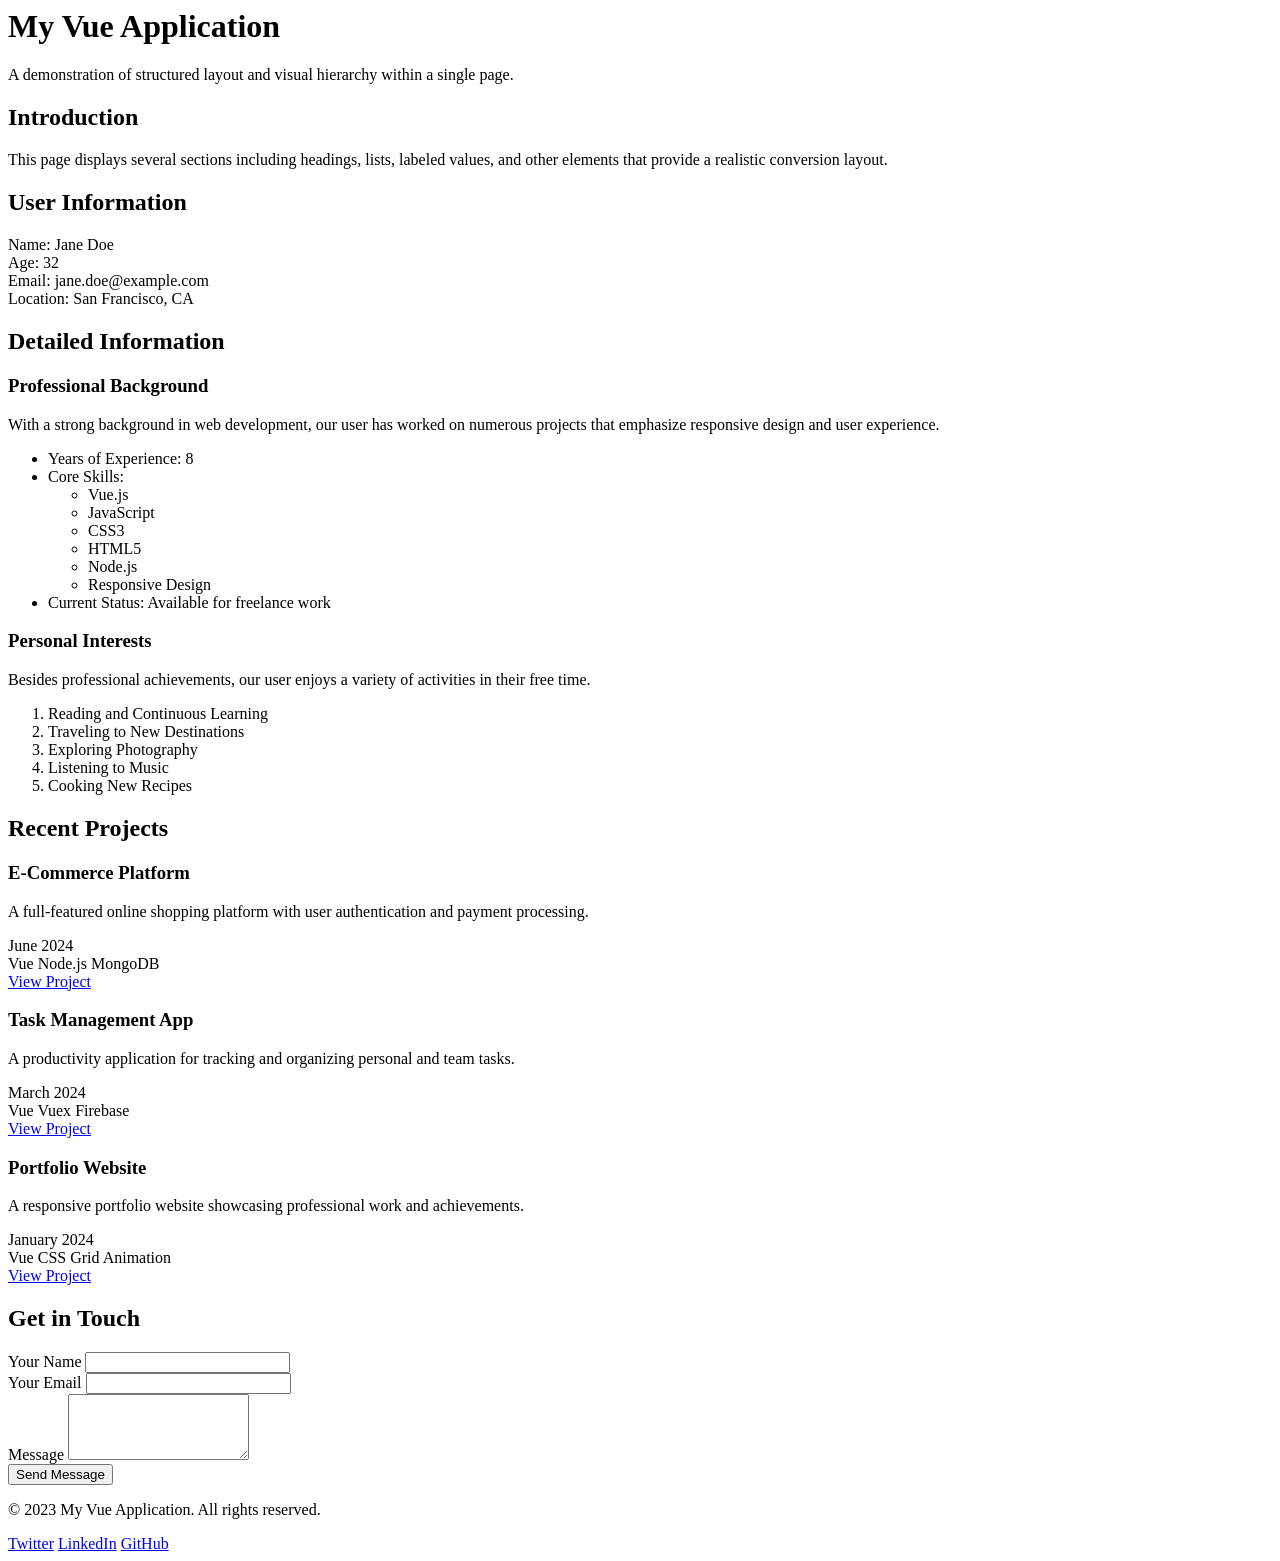 My Vue Application
A demonstration of structured layout and visual hierarchy within a single page.
Introduction
This page displays several sections including headings, lists, labeled values, and other elements that provide a realistic conversion layout.
User Information
Name: Jane Doe
Age: 32
Email: jane.doe@example.com
Location: San Francisco, CA
Detailed Information
Professional Background
With a strong background in web development, our user has worked on numerous projects that emphasize responsive design and user experience.
Years of Experience: 8
Core Skills:
Vue.js
JavaScript
CSS3
HTML5
Node.js
Responsive Design
Current Status: Available for freelance work
Personal Interests
Besides professional achievements, our user enjoys a variety of activities in their free time.
1. Reading and Continuous Learning
2. Traveling to New Destinations
3. Exploring Photography
4. Listening to Music
5. Cooking New Recipes
Recent Projects
E-Commerce Platform
A full-featured online shopping platform with user authentication and payment processing.
June 2024
Vue Node.js MongoDB
View Project
Task Management App
A productivity application for tracking and organizing personal and team tasks.
March 2024
Vue Vuex Firebase
View Project
Portfolio Website
A responsive portfolio website showcasing professional work and achievements.
January 2024
Vue CSS Grid Animation
View Project
Get in Touch
Your Name
Your Email
Message
Send Message
© 2023 My Vue Application. All rights reserved.
Twitter LinkedIn GitHub